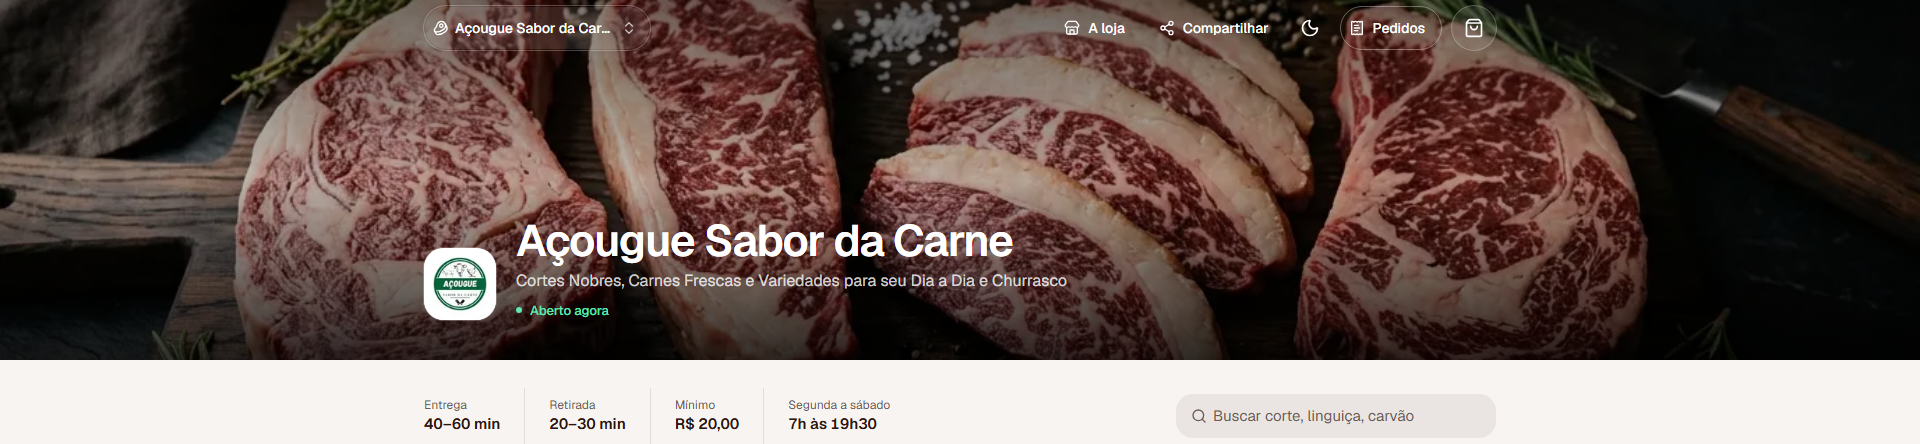 Açougue Sabor da Car...
A loja
Compartilhar
Pedidos
Açougue Sabor da Carne
Cortes Nobres, Carnes Frescas e Variedades para seu Dia a Dia e Churrasco
AÇOUGUE
Aberto agora
Entrega
40–60 min
Retirada
20–30 min
Mínimo
R$ 20,00
Segunda a sábado
7h às 19h30
Buscar corte, linguiça, carvão